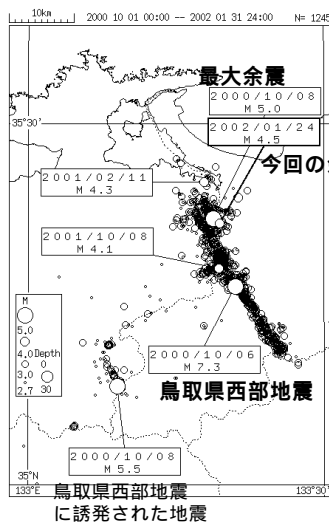 10km 2000 10 01 00:00 -- 2002 01 31 24:00 N= 1245
最大余震
2000/10/08
M 5.0
35°30'
2002/01/24
M 4.5
今回の
2001/02/11
M 4.3
2001/10/08
M 4.1
M
5.0
4.0 Depth
3.0 0
2.7 30
2000/10/06
M 7.3
鳥取県西部地震
2000/10/08
M 5.5
35°N
133°E 133°30'
鳥取県西部地震
に誘発された地震